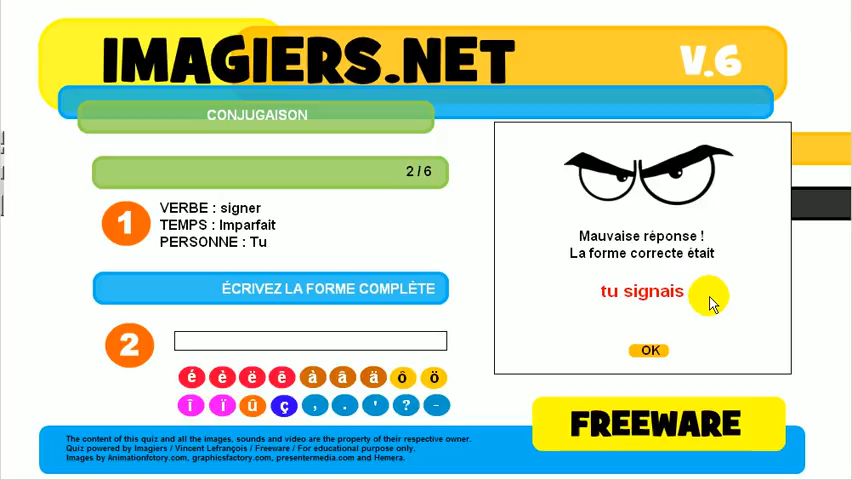 IMAGIERS.NET
V.6
CONJUGAISON
2 / 6
1
VERBE : signer
TEMPS : Imparfait
PERSONNE : Tu
ÉCRIVEZ LA FORME COMPLÈTE
2
é è ë ê à â ä ô ö
î ï û ç , . ' ? -
Mauvaise réponse !
La forme correcte était
tu signais
OK
FREEWARE
The content of this quiz and all the images, sounds and video are the property of their respective owner.
Quiz powered by Imagiers / Vincent Lefrançois / Freeware / For educational purpose only.
Images by Animationfctory.com, graphicsfactory.com, presentermedia.com and Hemera.